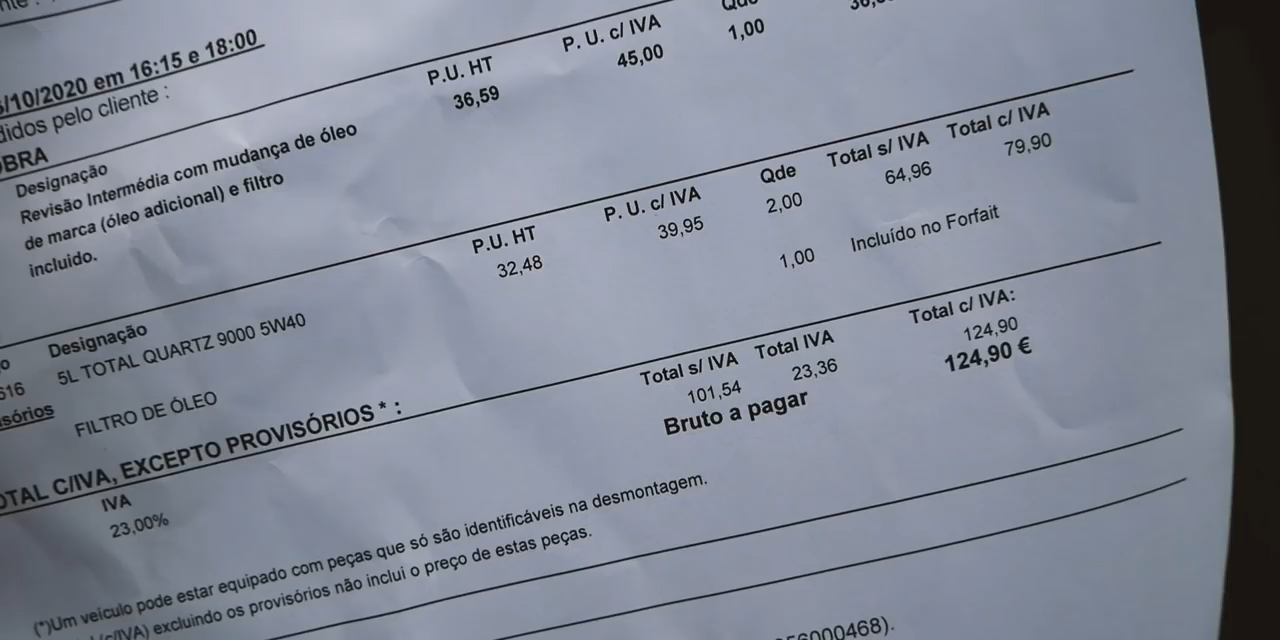 /10/2020 em 16:15 e 18:00
didos pelo cliente :
OBRA
Designação P.U. HT P. U. c/ IVA Qde
Revisão Intermédia com mudança de óleo 36,59 45,00 1,00
de marca (óleo adicional) e filtro
incluido.
Designação P.U. HT P. U. c/ IVA Qde Total s/ IVA Total c/ IVA
616 5L TOTAL QUARTZ 9000 5W40 32,48 39,95 2,00 64,96 79,90
sórios
FILTRO DE ÓLEO 1,00 Incluído no Forfait
OTAL C/IVA, EXCEPTO PROVISÓRIOS * :
IVA Total s/ IVA Total IVA Total c/ IVA:
23,00% 101,54 23,36 124,90
Bruto a pagar 124,90 €
(*)Um veículo pode estar equipado com peças que só são identificáveis na desmontagem.
(c/IVA) excluindo os provisórios não inclui o preço de estas peças.
6000468).